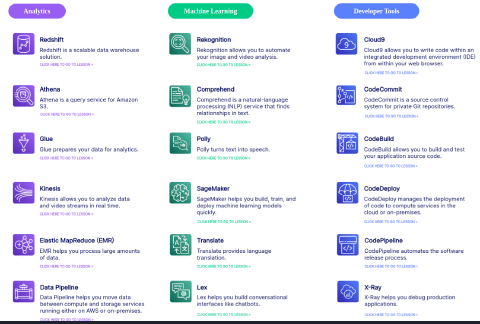 Analytics
Redshift
Redshift is a scalable data warehouse
solution.
CLICK HERE TO GO TO LESSON >
Athena
Athena is a query service for Amazon
S3.
CLICK HERE TO GO TO LESSON >
Glue
Glue prepares your data for analytics.
CLICK HERE TO GO TO LESSON >
Kinesis
Kinesis allows you to analyze data
and video streams in real time.
CLICK HERE TO GO TO LESSON >
Elastic MapReduce (EMR)
EMR helps you process large amounts
of data.
CLICK HERE TO GO TO LESSON >
Data Pipeline
Data Pipeline helps you move data
between compute and storage services
running either on AWS or on-premises.
CLICK HERE TO GO TO LESSON >
Machine Learning
Rekognition
Rekognition allows you to automate
your image and video analysis.
CLICK HERE TO GO TO LESSON >
Comprehend
Comprehend is a natural-language
processing (NLP) service that finds
relationships in text.
CLICK HERE TO GO TO LESSON >
Polly
Polly turns text into speech.
CLICK HERE TO GO TO LESSON >
SageMaker
SageMaker helps you build, train, and
deploy machine learning models
quickly.
CLICK HERE TO GO TO LESSON >
Translate
Translate provides language
translation.
CLICK HERE TO GO TO LESSON >
Lex
Lex helps you build conversational
interfaces like chatbots.
CLICK HERE TO GO TO LESSON >
Developer Tools
Cloud9
Cloud9 allows you to write code within an
integrated development environment (IDE)
from within your web browser.
CLICK HERE TO GO TO LESSON >
CodeCommit
CodeCommit is a source control
system for private Git repositories.
CLICK HERE TO GO TO LESSON >
CodeBuild
CodeBuild allows you to build and test
your application source code.
CLICK HERE TO GO TO LESSON >
CodeDeploy
CodeDeploy manages the deployment
of code to compute services in the
cloud or on-premises.
CLICK HERE TO GO TO LESSON >
CodePipeline
CodePipeline automates the software
release process.
CLICK HERE TO GO TO LESSON >
X-Ray
X-Ray helps you debug production
applications.
CLICK HERE TO GO TO LESSON >